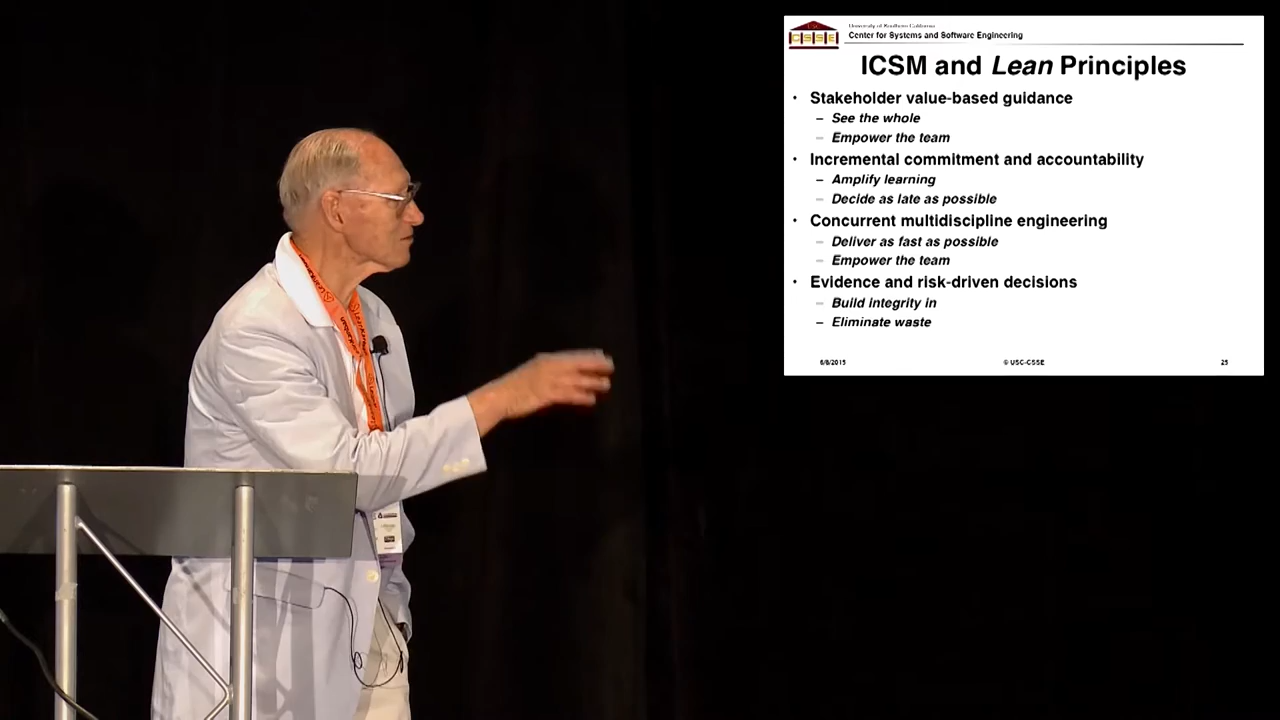 USC
C S S E
University of Southern California
Center for Systems and Software Engineering
ICSM and Lean Principles
• Stakeholder value-based guidance
– See the whole
– Empower the team
• Incremental commitment and accountability
– Amplify learning
– Decide as late as possible
• Concurrent multidiscipline engineering
– Deliver as fast as possible
– Empower the team
• Evidence and risk-driven decisions
– Build integrity in
– Eliminate waste
6/8/2015
© USC-CSSE
25